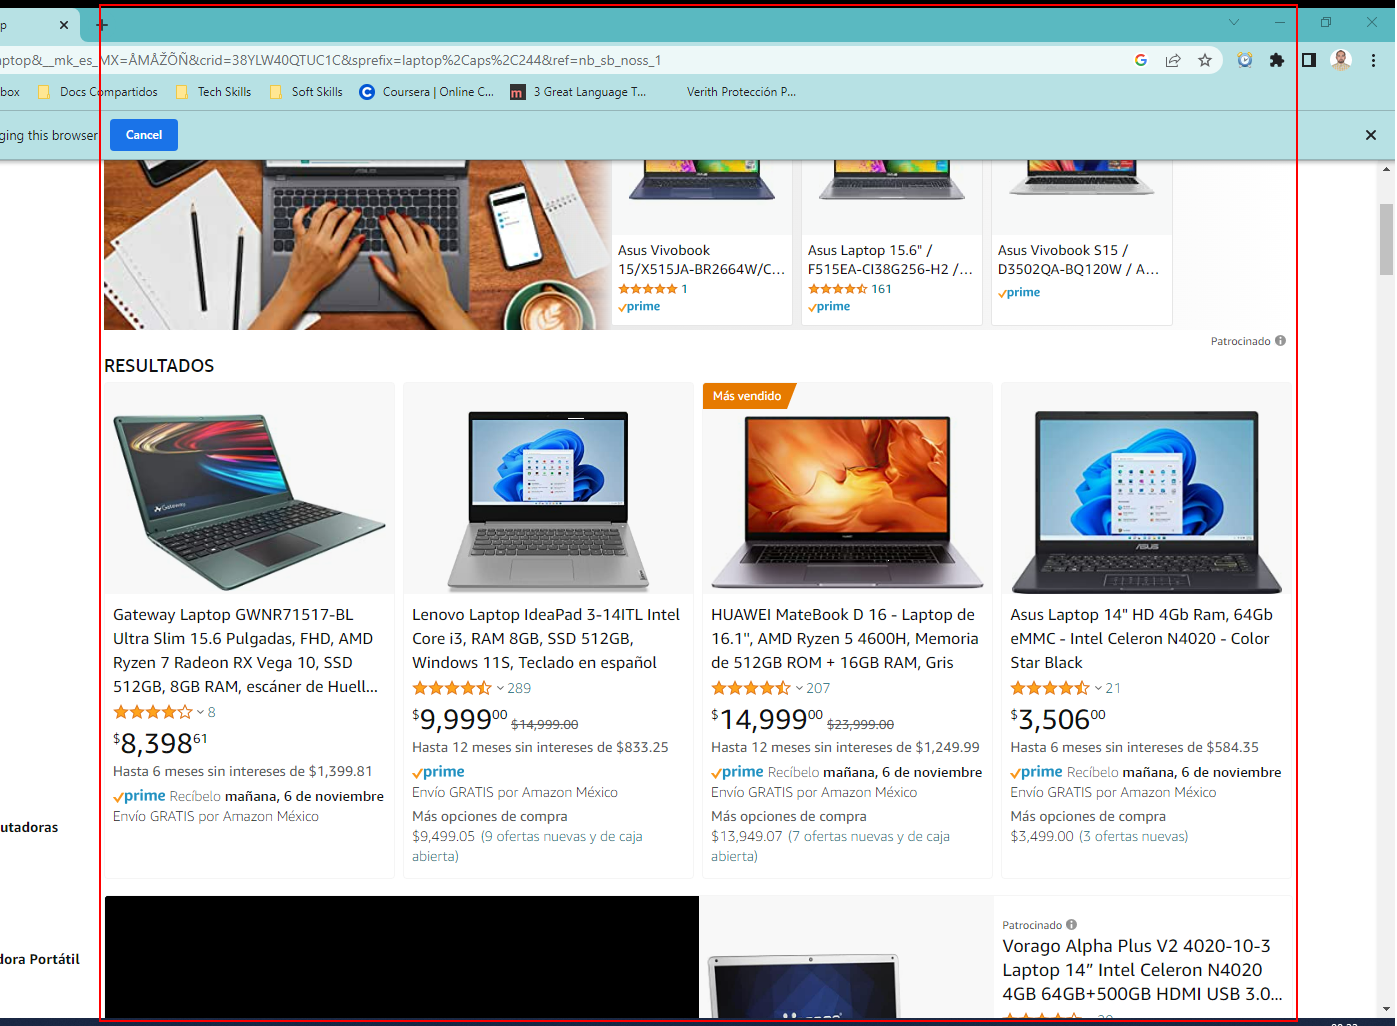 p
aptop&__mk_es_MX=ÅMÅŽÕÑ&crid=38YLW40QTUC1C&sprefix=laptop%2Caps%2C244&ref=nb_sb_noss_1
box
Docs Compartidos
Tech Skills
Soft Skills
Coursera | Online C...
3 Great Language T...
Verith Protección P...
ging this browser
Cancel
Asus Vivobook
15/X515JA-BR2664W/C...
1
prime
Asus Laptop 15.6" /
F515EA-CI38G256-H2 /...
161
prime
Asus Vivobook S15 /
D3502QA-BQ120W / A...
prime
Patrocinado
RESULTADOS
Gateway Laptop GWNR71517-BL
Ultra Slim 15.6 Pulgadas, FHD, AMD
Ryzen 7 Radeon RX Vega 10, SSD
512GB, 8GB RAM, escáner de Huell...
8
$8,398 61
Hasta 6 meses sin intereses de $1,399.81
prime Recíbelo mañana, 6 de noviembre
Envío GRATIS por Amazon México
Lenovo Laptop IdeaPad 3-14ITL Intel
Core i3, RAM 8GB, SSD 512GB,
Windows 11S, Teclado en español
289
$9,999 00 $14,999.00
Hasta 12 meses sin intereses de $833.25
prime
Envío GRATIS por Amazon México
Más opciones de compra
$9,499.05 (9 ofertas nuevas y de caja
abierta)
Más vendido
HUAWEI MateBook D 16 - Laptop de
16.1", AMD Ryzen 5 4600H, Memoria
de 512GB ROM + 16GB RAM, Gris
207
$14,999 00 $23,999.00
Hasta 12 meses sin intereses de $1,249.99
prime Recíbelo mañana, 6 de noviembre
Envío GRATIS por Amazon México
Más opciones de compra
$13,949.07 (7 ofertas nuevas y de caja
abierta)
ASUS
Asus Laptop 14" HD 4Gb Ram, 64Gb
eMMC - Intel Celeron N4020 - Color
Star Black
21
$3,506 00
Hasta 6 meses sin intereses de $584.35
prime Recíbelo mañana, 6 de noviembre
Envío GRATIS por Amazon México
Más opciones de compra
$3,499.00 (3 ofertas nuevas)
utadoras
dora Portátil
Patrocinado
Vorago Alpha Plus V2 4020-10-3
Laptop 14” Intel Celeron N4020
4GB 64GB+500GB HDMI USB 3.0...